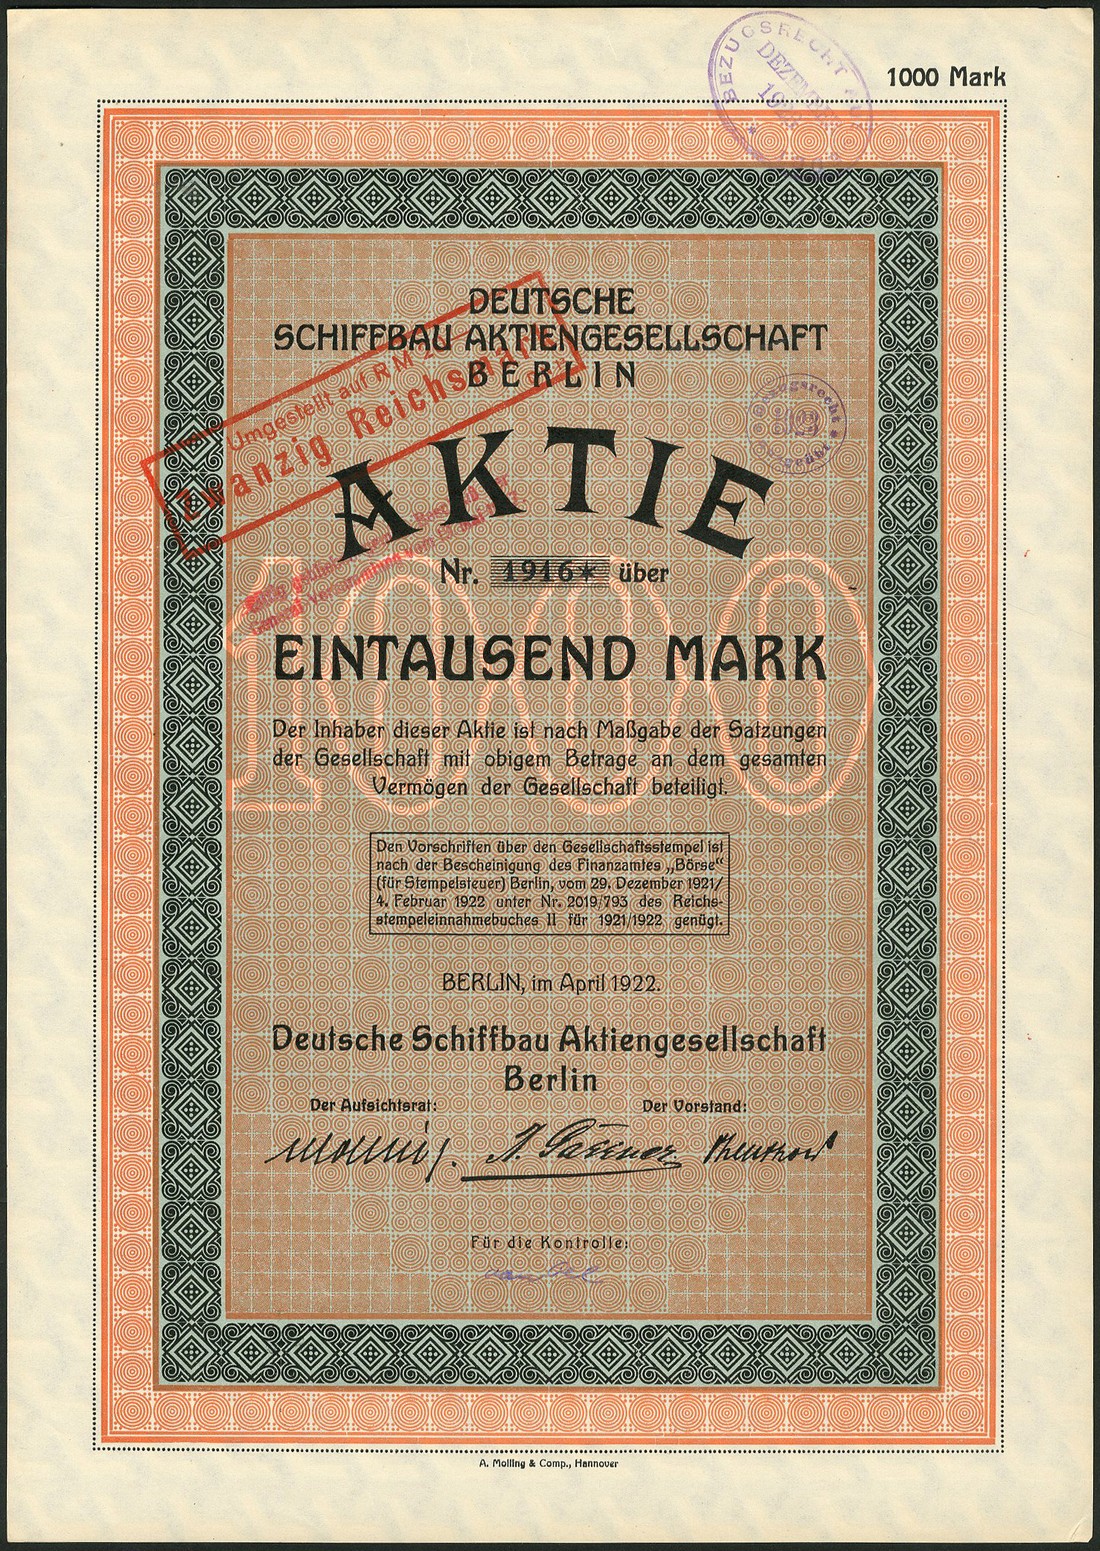 BEZUGSRECHT
DEZEMBER
1000 Mark
DEUTSCHE
SCHIFFBAU AKTIENGESELLSCHAFT
BERLIN
Umgestellt auf RM
Zwanzig Reichsmark
Bezugsrecht
1923
AKTIE
Nr. 1916* über
EINTAUSEND MARK
Der Inhaber dieser Aktie ist nach Maßgabe der Satzungen
der Gesellschaft mit obigem Betrage an dem gesamten
Vermögen der Gesellschaft beteiligt.
Den Vorschriften über den Gesellschaftsstempel ist
nach der Bescheinigung des Finanzamtes „Börse“
(für Stempelsteuer) Berlin, vom 29. Dezember 1921/
4. Februar 1922 unter Nr. 2019/793 des Reichs-
stempeleinnahmebuches II für 1921/1922 genügt.
BERLIN, im April 1922.
Deutsche Schiffbau Aktiengesellschaft
Berlin
Der Aufsichtsrat: Der Vorstand:
Für die Kontrolle:
A. Molling & Comp., Hannover